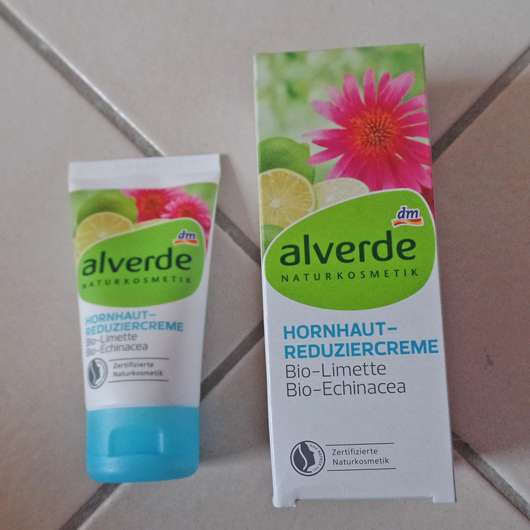 alverde
dm
NATURKOSMETIK
HORNHAUT-
REDUZIERCREME
Bio-Limette
Bio-Echinacea
Zertifizierte
Naturkosmetik
dm
alverde
NATURKOSMETIK
HORNHAUT-
REDUZIERCREME
Bio-Limette
Bio-Echinacea
Zertifizierte
Naturkosmetik